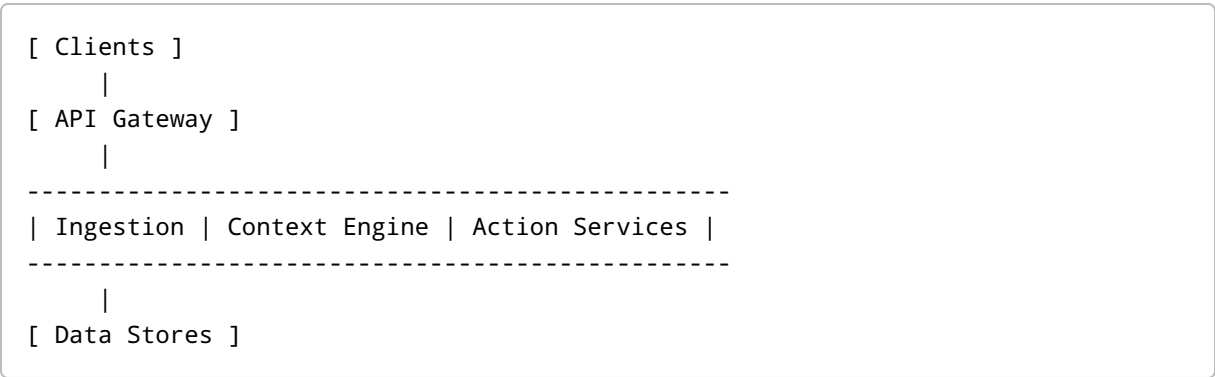 [ Clients ]
      |
[ API Gateway ]
      |
-------------------------------------------------
| Ingestion | Context Engine | Action Services |
-------------------------------------------------
      |
[ Data Stores ]